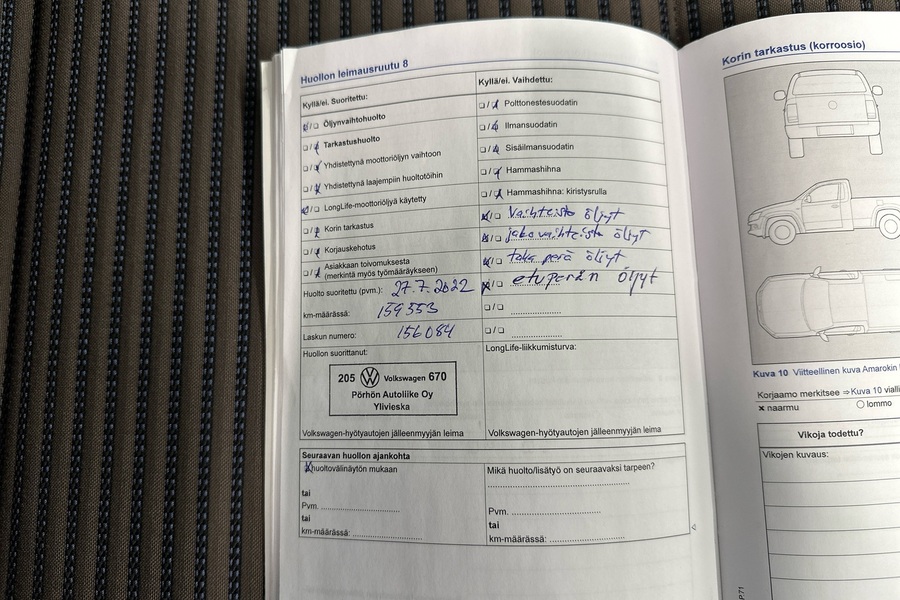 Huollon leimausruutu 8
Kyllä/ei. Suoritettu:
☒/☐ Öljynvaihtohuolto
☐/☒ Tarkastushuolto
☐/☒ Yhdistettynä moottoriöljyn vaihtoon
☐/☒ Yhdistettynä laajempiin huoltotöihin
☒/☐ LongLife-moottoriöljyä käytetty
☐/☒ Korin tarkastus
☐/☒ Korjauskehotus
☐/☒ Asiakkaan toivomuksesta
(merkintä myös työmääräykseen)
Huolto suoritettu (pvm.): 27.7.2022
km-määrässä: 159553
Laskun numero: 156084
Huollon suorittanut:
205 VW Volkswagen 670
Pörhön Autoliike Oy
Ylivieska
Volkswagen-hyötyautojen jälleenmyyjän leima
Kyllä/ei. Vaihdettu:
☐/☒ Polttonestesuodatin
☐/☒ Ilmansuodatin
☐/☒ Sisäilmansuodatin
☐/☒ Hammashihna
☐/☒ Hammashihna: kiristysrulla
☒/☐ Vaihteisto öljyt
☒/☐ jakovaihteisto öljyt
☒/☐ taka perä öljyt
☒/☐ etuperän öljyt
☐/☐ ....................
☐/☐ ....................
LongLife-liikkumisturva:
Volkswagen-hyötyautojen jälleenmyyjän leima
Seuraavan huollon ajankohta
☒ huoltovälinäytön mukaan
tai
Pvm. ....................
tai
km-määrässä: ....................
Mikä huolto/lisätyö on seuraavaksi tarpeen?
........................................
Pvm. ....................
tai
km-määrässä: ....................
Korin tarkastus (korroosio)
Kuva 10 Viitteellinen kuva Amarokin
Korjaamo merkitsee ⇒Kuva 10
✖ naarmu ○ lommo
Vikoja todettu?
Vikojen kuvaus: